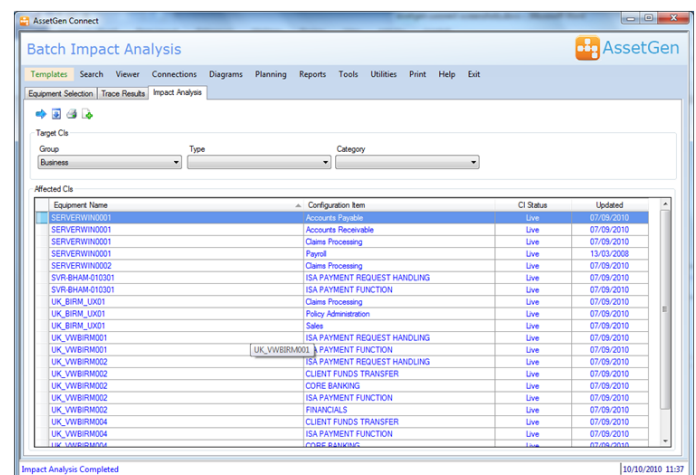 AssetGen Connect
Batch Impact Analysis
AssetGen
Templates Search Viewer Connections Diagrams Planning Reports Tools Utilities Print Help Exit
Equipment Selection Trace Results Impact Analysis
Target CIs
Group Type Category
Business
Affected CIs
Equipment Name Configuration Item CI Status Updated
SERVERWIN0001 Accounts Payable Live 07/09/2010
SERVERWIN0001 Accounts Receivable Live 07/09/2010
SERVERWIN0001 Claims Processing Live 07/09/2010
SERVERWIN0001 Payroll Live 13/03/2008
SERVERWIN0002 Claims Processing Live 07/09/2010
SVR-BHAM-010301 ISA PAYMENT REQUEST HANDLING Live 07/09/2010
SVR-BHAM-010301 ISA PAYMENT FUNCTION Live 07/09/2010
UK_BIRM_UX01 Claims Processing Live 07/09/2010
UK_BIRM_UX01 Policy Administration Live 07/09/2010
UK_BIRM_UX01 Sales Live 07/09/2010
UK_VWBIRM001 ISA PAYMENT REQUEST HANDLING Live 07/09/2010
UK_VWBIRM001 UK_VWBIRM001 PAYMENT FUNCTION Live 07/09/2010
UK_VWBIRM002 ISA PAYMENT REQUEST HANDLING Live 07/09/2010
UK_VWBIRM002 CLIENT FUNDS TRANSFER Live 07/09/2010
UK_VWBIRM002 CORE BANKING Live 07/09/2010
UK_VWBIRM002 ISA PAYMENT FUNCTION Live 07/09/2010
UK_VWBIRM002 FINANCIALS Live 07/09/2010
UK_VWBIRM004 CLIENT FUNDS TRANSFER Live 07/09/2010
UK_VWBIRM004 ISA PAYMENT FUNCTION Live 07/09/2010
UK_VWBIRM004 CORE BANKING Live 07/09/2010
Impact Analysis Completed 10/10/2010 11:37